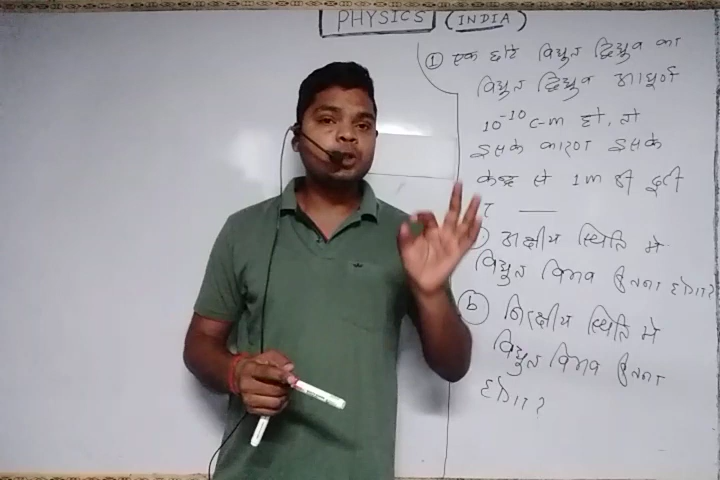 PHYSICS (INDIA)
① एक छोटे विद्युत द्विध्रुव का
विद्युत द्विध्रुव आघूर्ण
10⁻¹⁰ C-m हो, तो
इसके कारण इसके
केन्द्र से 1m की दूरी
पर —
अक्षीय स्थिति मे
विद्युत विभव कितना होगा?
ⓑ निरक्षीय स्थिति मे
विद्युत विभव कितना
होगा?